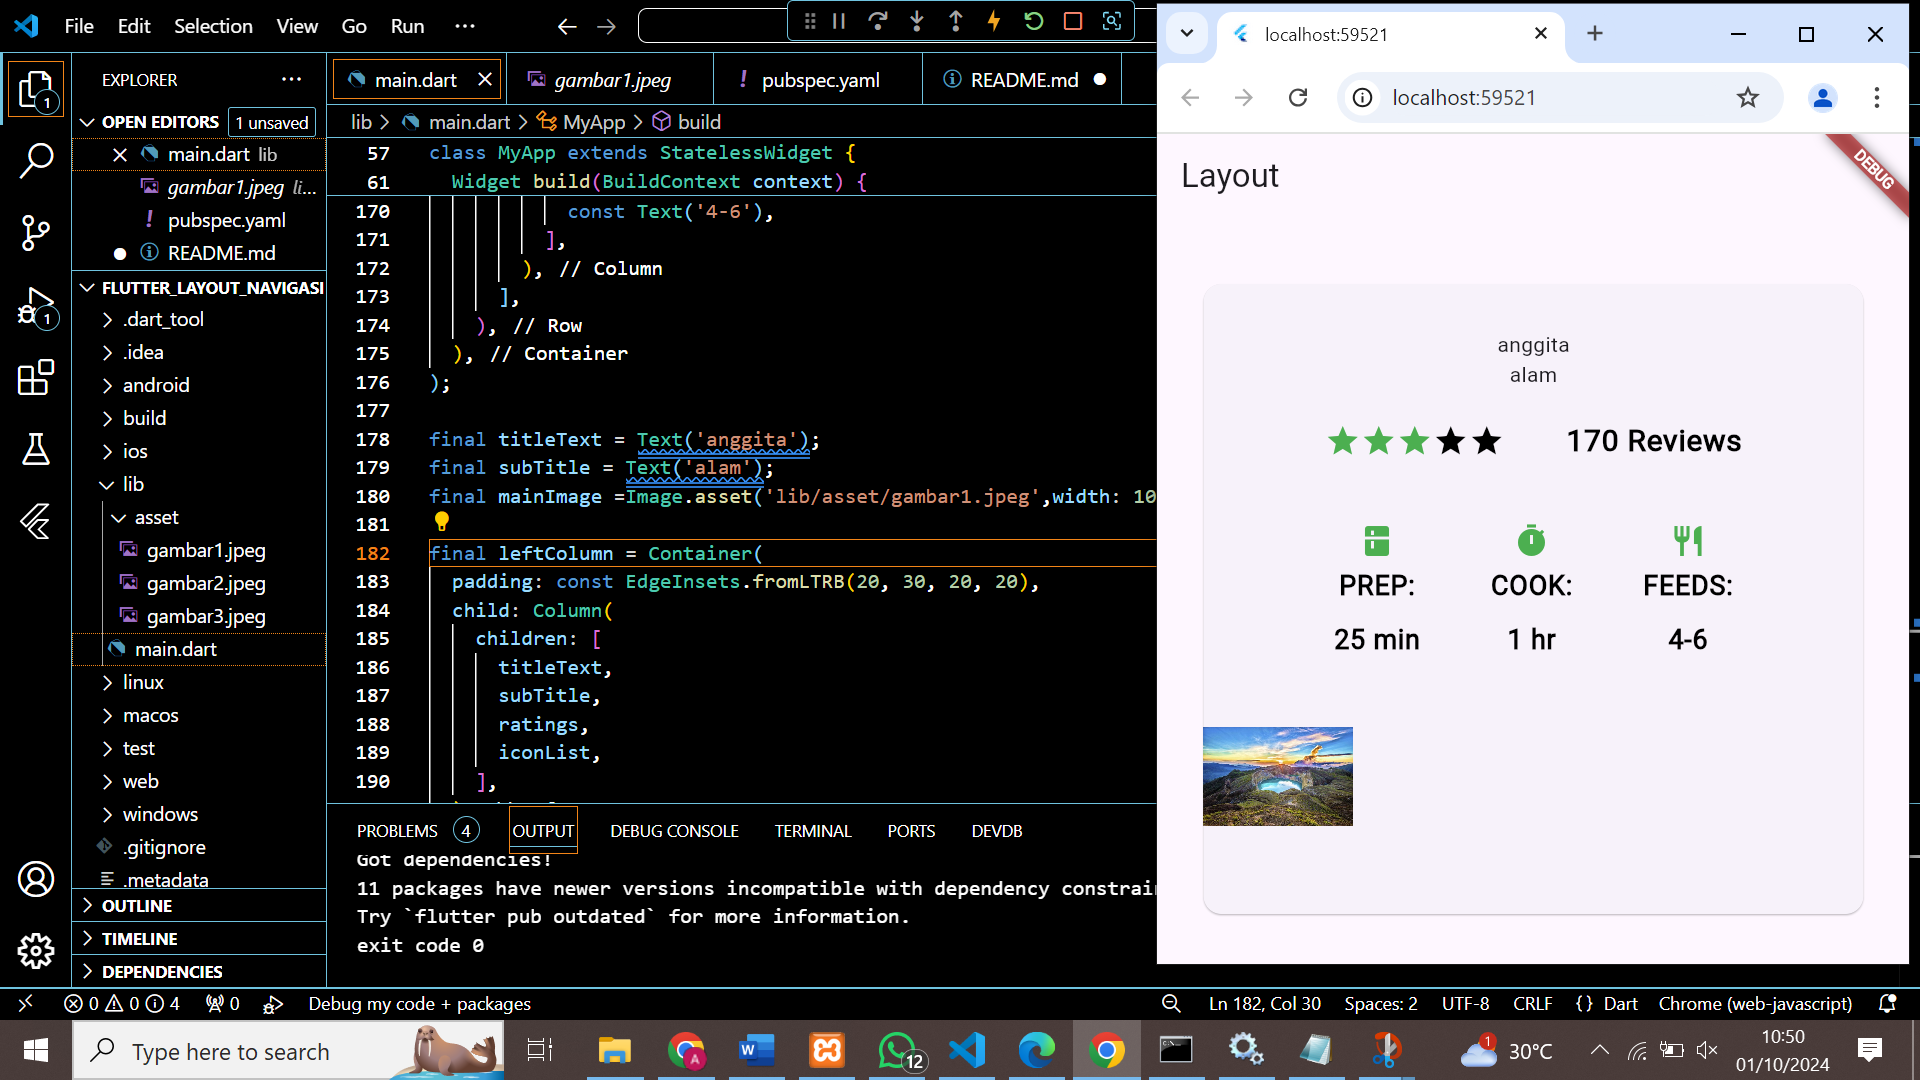 File Edit Selection View Go Run ···
EXPLORER ···
OPEN EDITORS 1 unsaved
main.dart lib
gambar1.jpeg li...
pubspec.yaml
README.md
FLUTTER_LAYOUT_NAVIGASI
.dart_tool
.idea
android
build
ios
lib
asset
gambar1.jpeg
gambar2.jpeg
gambar3.jpeg
main.dart
linux
macos
test
web
windows
.gitignore
.metadata
OUTLINE
TIMELINE
DEPENDENCIES
1
1
main.dart gambar1.jpeg pubspec.yaml README.md
lib > main.dart > MyApp > build
57 class MyApp extends StatelessWidget {
61 Widget build(BuildContext context) {
170 const Text('4-6'),
171 ],
172 ), // Column
173 ],
174 ), // Row
175 ), // Container
176 );
177
178 final titleText = Text('anggita');
179 final subTitle = Text('alam');
180 final mainImage =Image.asset('lib/asset/gambar1.jpeg',width: 10
181
182 final leftColumn = Container(
183 padding: const EdgeInsets.fromLTRB(20, 30, 20, 20),
184 child: Column(
185 children: [
186 titleText,
187 subTitle,
188 ratings,
189 iconList,
190 ],
PROBLEMS 4 OUTPUT DEBUG CONSOLE TERMINAL PORTS DEVDB
Got dependencies!
11 packages have newer versions incompatible with dependency constrai
Try `flutter pub outdated` for more information.
exit code 0
localhost:59521
localhost:59521
DEBUG
Layout
anggita
alam
170 Reviews
PREP: COOK: FEEDS:
25 min 1 hr 4-6
0 0 4 0 Debug my code + packages Ln 182, Col 30 Spaces: 2 UTF-8 CRLF {} Dart Chrome (web-javascript)
Type here to search
A
W
12
1
30°C
10:50
01/10/2024